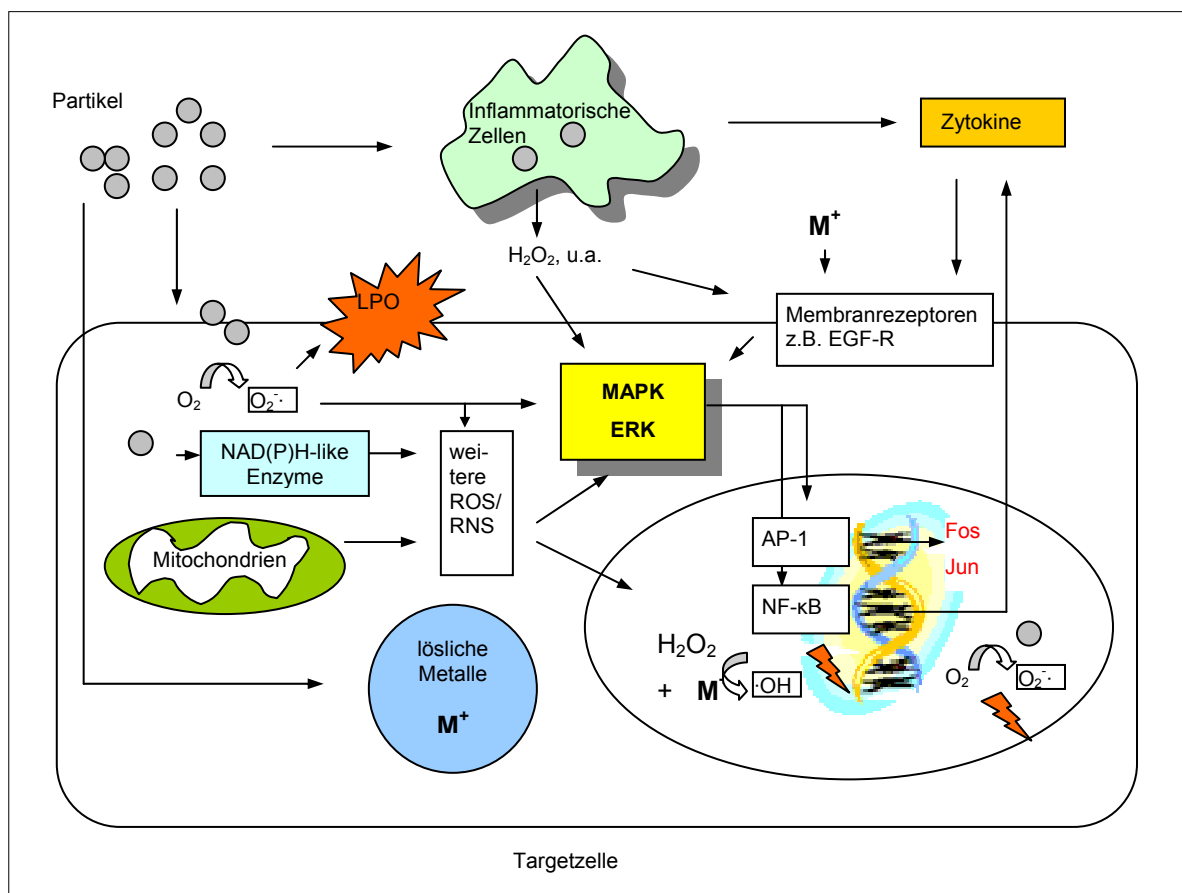 Partikel
Inflammatorische
Zellen
Zytokine
M⁺
H₂O₂, u.a.
LPO
Membranrezeptoren
z.B. EGF-R
MAPK
ERK
O₂
O₂⁻·
NAD(P)H-like
Enzyme
wei-
tere
ROS/
RNS
Mitochondrien
AP-1
Fos
Jun
NF-κB
lösliche
Metalle
M⁺
H₂O₂
+ M
·OH
O₂
O₂⁻·
Targetzelle